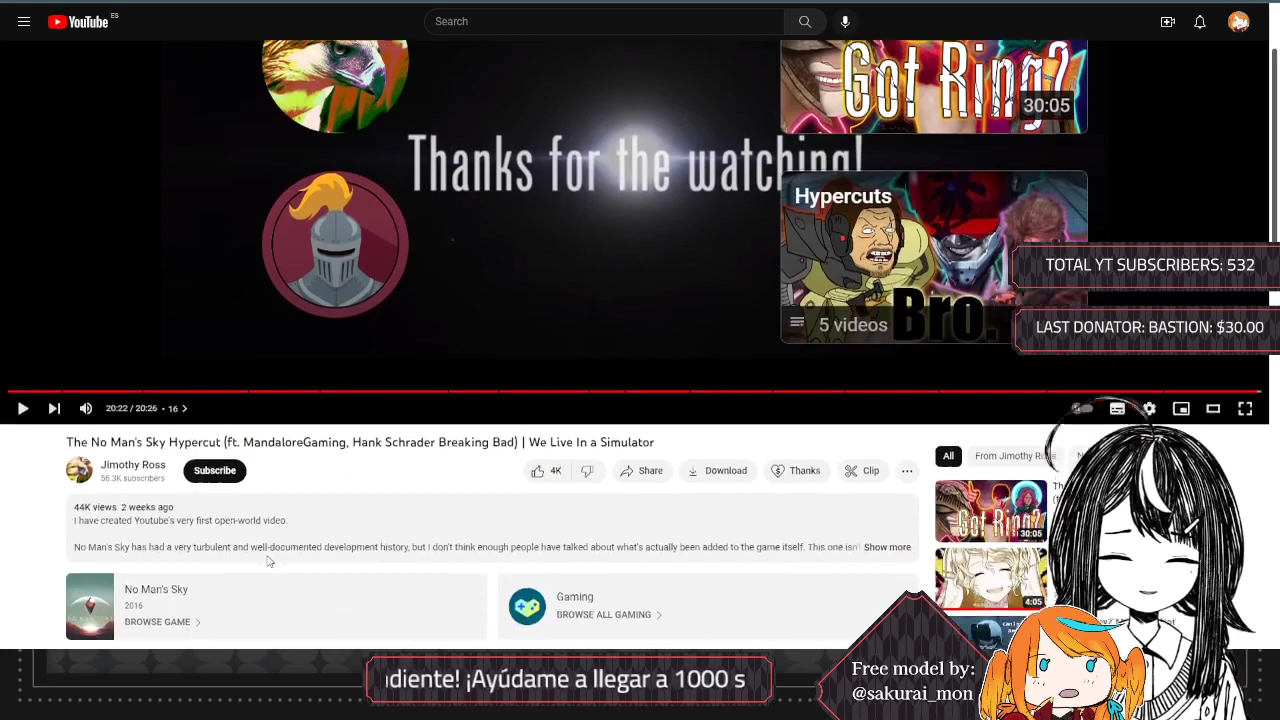 YouTube ES
Search
Got Ring?
30:05
Thanks for the watching!
Hypercuts
Bro.
5 videos
TOTAL YT SUBSCRIBERS: 532
LAST DONATOR: BASTION: $30.00
20:22 / 20:26 • 16
The No Man's Sky Hypercut (ft. MandaloreGaming, Hank Schrader Breaking Bad) | We Live In a Simulator
Jimothy Ross
56.3K subscribers
Subscribe
4K
Share
Download
Thanks
Clip
44K views 2 weeks ago
I have created Youtube's very first open-world video.
No Man's Sky has had a very turbulent and well-documented development history, but I don't think enough people have talked about what's actually been added to the game itself. This one isn't Show more
No Man's Sky
2016
BROWSE GAME
Gaming
BROWSE ALL GAMING
All
From Jimothy Ross
Got Ring?
30:05
4:05
diente! ¡Ayúdame a llegar a 1000 s
Free model by:
@sakurai_mon